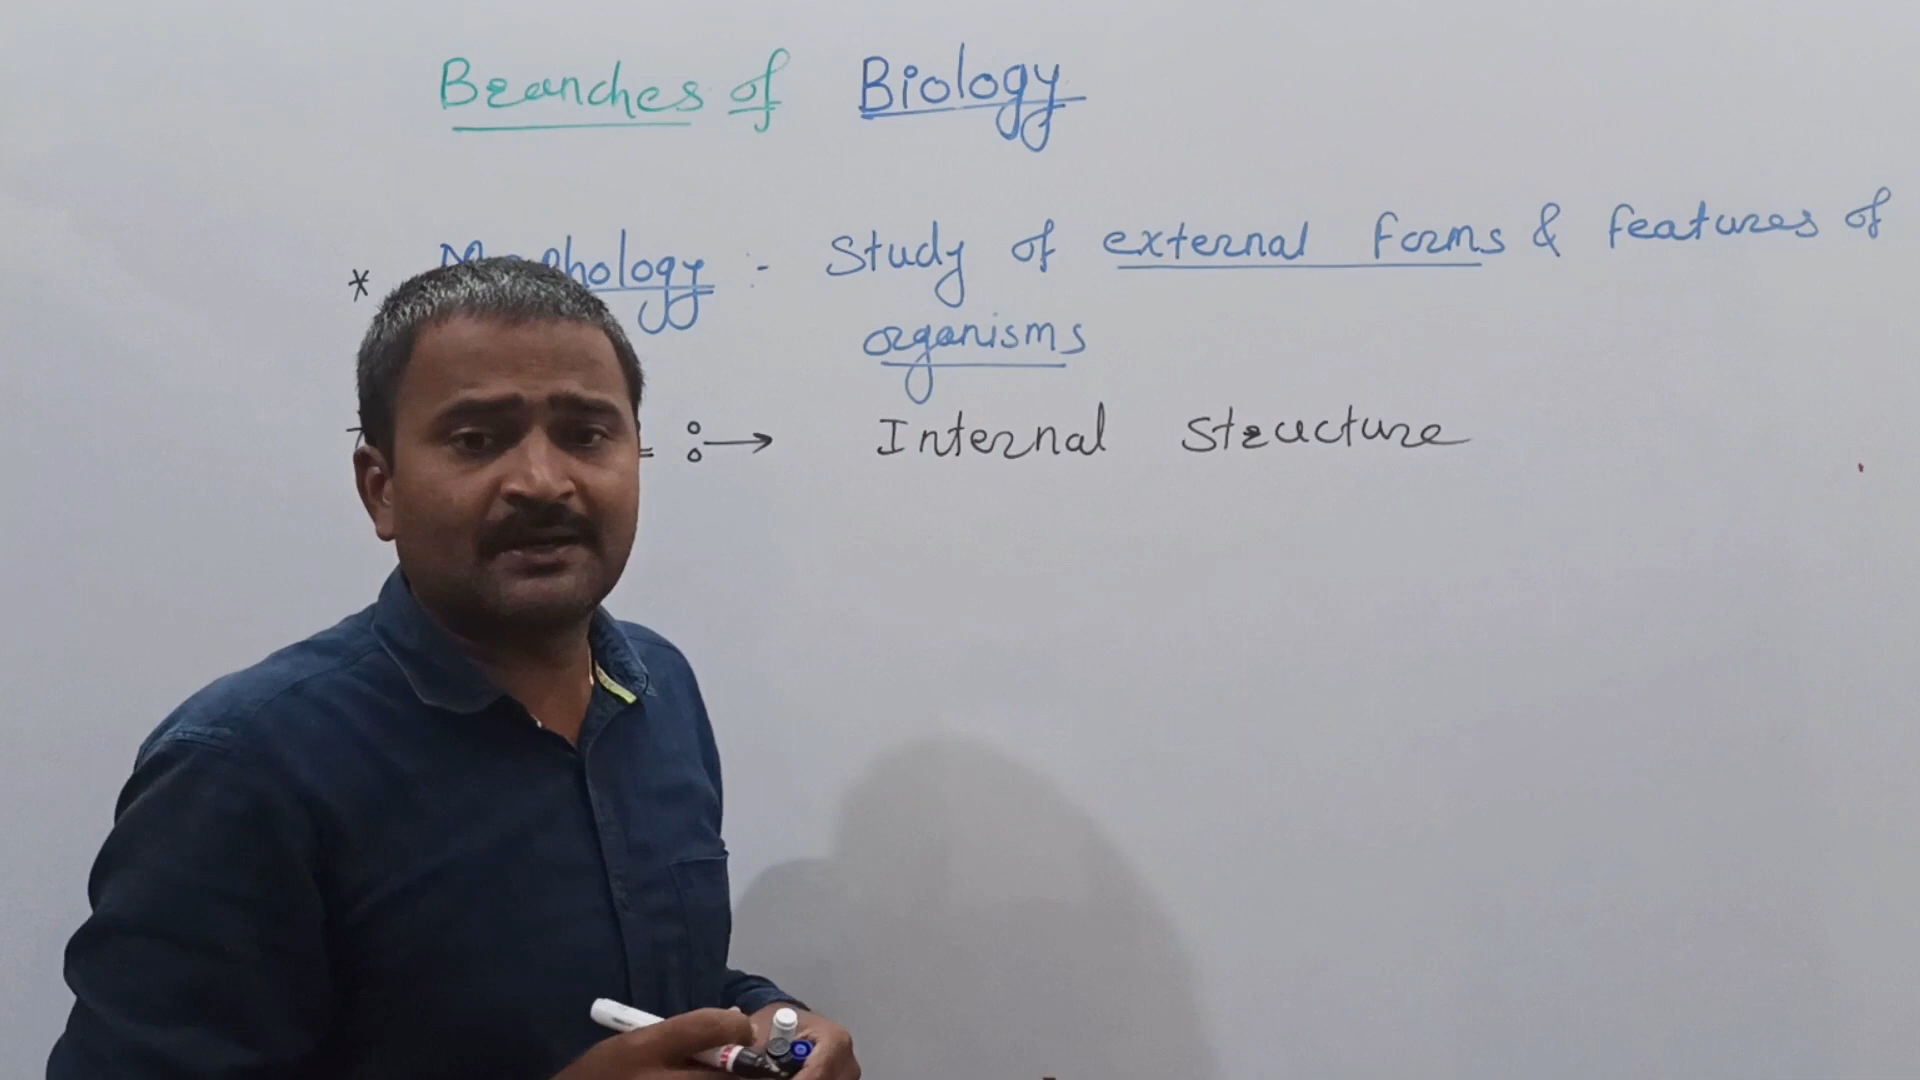 Branches of Biology
* Morphology :- Study of external forms & features of
organisms
Internal structure